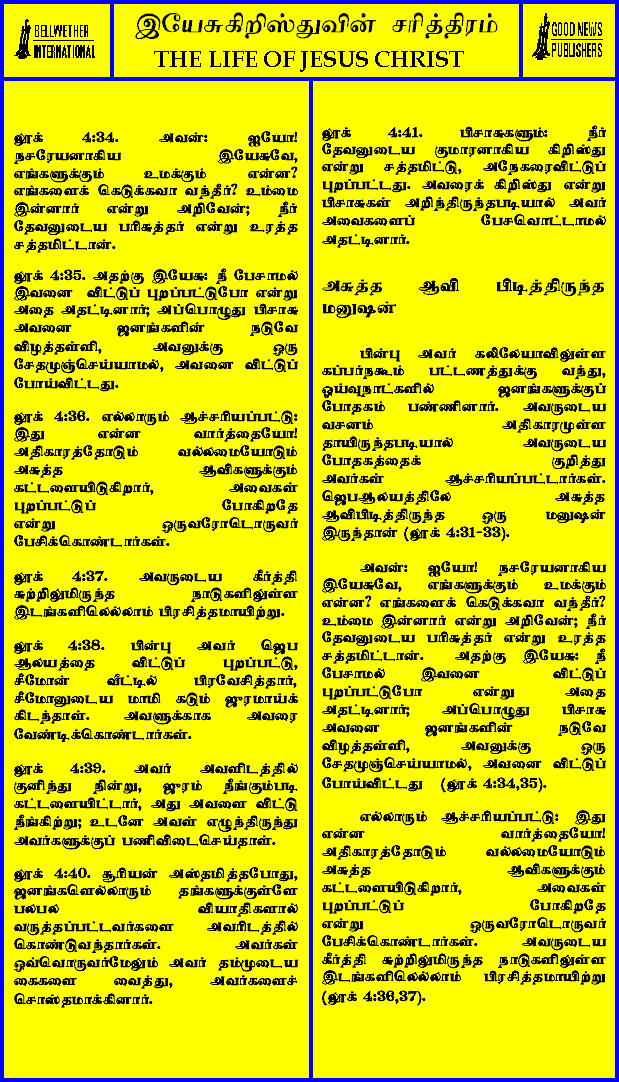 BELLWETHER
INTERNATIONAL
இயேசுகிறிஸ்துவின் சரித்திரம்
THE LIFE OF JESUS CHRIST
GOOD NEWS
PUBLISHERS
லூக் 4:34. அவன்: ஐயோ!
நசரேயனாகிய இயேசுவே,
எங்களுக்கும் உமக்கும் என்ன?
எங்களைக் கெடுக்கவா வந்தீர்? உம்மை
இன்னார் என்று அறிவேன்; நீர்
தேவனுடைய பரிசுத்தர் என்று உரத்த
சத்தமிட்டான்.
லூக் 4:35. அதற்கு இயேசு: நீ பேசாமல்
இவனை விட்டுப் புறப்பட்டுபோ என்று
அதை அதட்டினார்; அப்பொழுது பிசாசு
அவனை ஜனங்களின் நடுவே
விழத்தள்ளி, அவனுக்கு ஒரு
சேதமுஞ்செய்யாமல், அவனை விட்டுப்
போய்விட்டது.
லூக் 4:36. எல்லாரும் ஆச்சரியப்பட்டு:
இது என்ன வார்த்தையோ!
அதிகாரத்தோடும் வல்லமையோடும்
அசுத்த ஆவிகளுக்கும்
கட்டளையிடுகிறார், அவைகள்
புறப்பட்டுப் போகிறதே
என்று ஒருவரோடொருவர்
பேசிக்கொண்டார்கள்.
லூக் 4:37. அவருடைய கீர்த்தி
சுற்றிலுமிருந்த நாடுகளிலுள்ள
இடங்களிலெல்லாம் பிரசித்தமாயிற்று.
லூக் 4:38. பின்பு அவர் ஜெப
ஆலயத்தை விட்டுப் புறப்பட்டு,
சீமோன் வீட்டில் பிரவேசித்தார்,
சீமோனுடைய மாமி கடும் ஜுரமாய்க்
கிடந்தாள். அவளுக்காக அவரை
வேண்டிக்கொண்டார்கள்.
லூக் 4:39. அவர் அவளிடத்தில்
குனிந்து நின்று, ஜுரம் நீங்கும்படி
கட்டளையிட்டார், அது அவளை விட்டு
நீங்கிற்று; உடனே அவள் எழுந்திருந்து
அவர்களுக்குப் பணிவிடைசெய்தாள்.
லூக் 4:40. சூரியன் அஸ்தமித்தபோது,
ஜனங்களெல்லாரும் தங்களுக்குள்ளே
பலபல வியாதிகளால்
வருத்தப்பட்டவர்களை அவரிடத்தில்
கொண்டுவந்தார்கள். அவர்கள்
ஒவ்வொருவர்மேலும் அவர் தம்முடைய
கைகளை வைத்து, அவர்களைச்
சொஸ்தமாக்கினார்.
லூக் 4:41. பிசாசுகளும்: நீர்
தேவனுடைய குமாரனாகிய கிறிஸ்து
என்று சத்தமிட்டு, அநேகரைவிட்டுப்
புறப்பட்டது. அவரைக் கிறிஸ்து என்று
பிசாசுகள் அறிந்திருந்தபடியால் அவர்
அவைகளைப் பேசவொட்டாமல்
அதட்டினார்.
அசுத்த ஆவி பிடித்திருந்த
மனுஷன்
பின்பு அவர் கலிலேயாவிலுள்ள
கப்பர்நகூம் பட்டணத்துக்கு வந்து,
ஓய்வுநாட்களில் ஜனங்களுக்குப்
போதகம் பண்ணினார். அவருடைய
வசனம் அதிகாரமுள்ள
தாயிருந்தபடியால் அவருடைய
போதகத்தைக் குறித்து
அவர்கள் ஆச்சரியப்பட்டார்கள்.
ஜெபஆலயத்திலே அசுத்த
ஆவிபிடித்திருந்த ஒரு மனுஷன்
இருந்தான் (லூக் 4:31-33).
அவன்: ஐயோ! நசரேயனாகிய
இயேசுவே, எங்களுக்கும் உமக்கும்
என்ன? எங்களைக் கெடுக்கவா வந்தீர்?
உம்மை இன்னார் என்று அறிவேன்; நீர்
தேவனுடைய பரிசுத்தர் என்று உரத்த
சத்தமிட்டான். அதற்கு இயேசு: நீ
பேசாமல் இவனை விட்டுப்
புறப்பட்டுபோ என்று அதை
அதட்டினார்; அப்பொழுது பிசாசு
அவனை ஜனங்களின் நடுவே
விழத்தள்ளி, அவனுக்கு ஒரு
சேதமுஞ்செய்யாமல், அவனை விட்டுப்
போய்விட்டது (லூக் 4:34,35).
எல்லாரும் ஆச்சரியப்பட்டு: இது
என்ன வார்த்தையோ!
அதிகாரத்தோடும் வல்லமையோடும்
அசுத்த ஆவிகளுக்கும்
கட்டளையிடுகிறார், அவைகள்
புறப்பட்டுப் போகிறதே
என்று ஒருவரோடொருவர்
பேசிக்கொண்டார்கள். அவருடைய
கீர்த்தி சுற்றிலுமிருந்த நாடுகளிலுள்ள
இடங்களிலெல்லாம் பிரசித்தமாயிற்று
(லூக் 4:36,37).